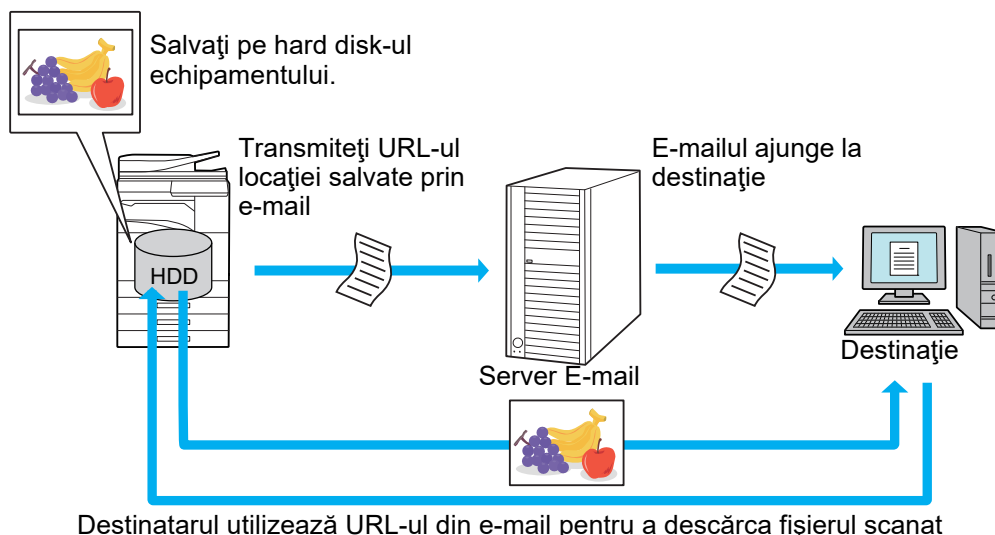 Salvaţi pe hard disk-ul
echipamentului.
Transmiteţi URL-ul
locaţiei salvate prin
e-mail
E-mailul ajunge la
destinaţie
HDD
Server E-mail
Destinaţie
Destinatarul utilizează URL-ul din e-mail pentru a descărca fişierul scanat